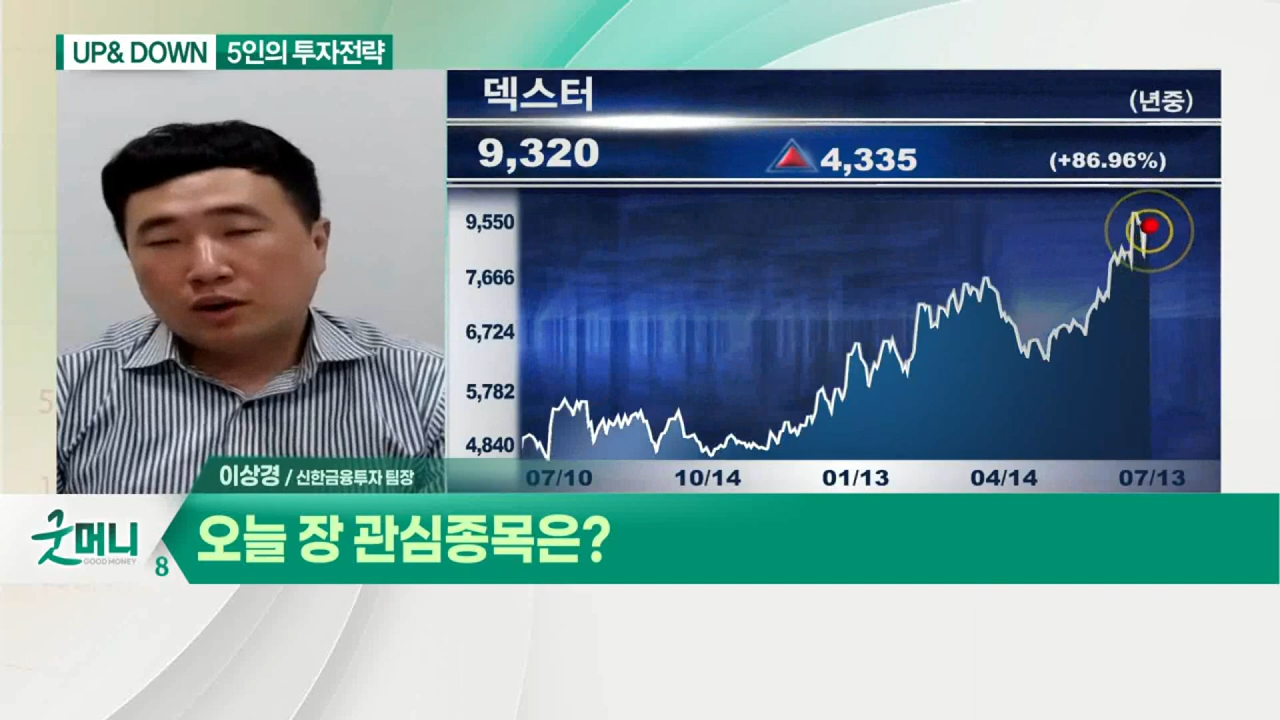 UP& DOWN 5인의 투자전략
덱스터
(년중)
9,320 4,335 (+86.96%)
9,550
7,666
6,724
5,782
4,840
07/10 10/14 01/13 04/14 07/13
이상경 / 신한금융투자 팀장
굿머니
GOOD MONEY
8
오늘 장 관심종목은?